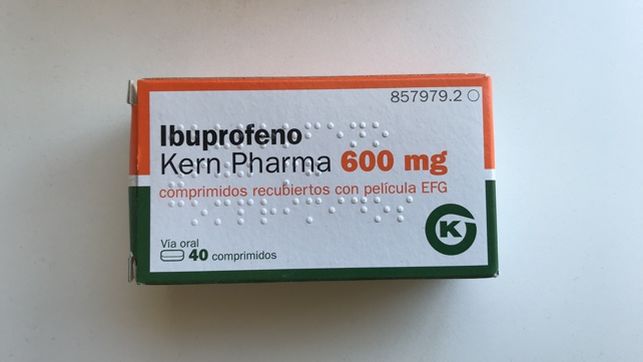 857979.2
Ibuprofeno
Kern Pharma 600 mg
comprimidos recubiertos con película EFG
K
Vía oral
40 comprimidos